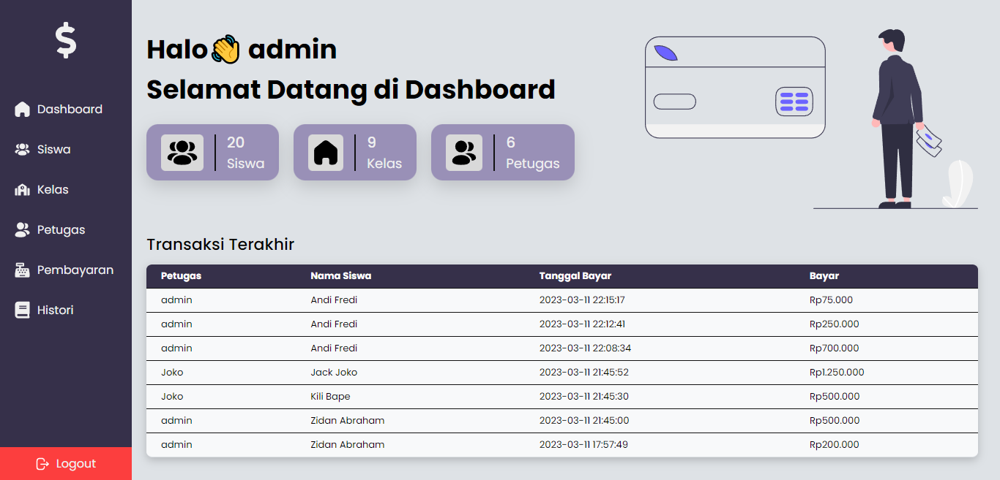 $
Dashboard
Siswa
Kelas
Petugas
Pembayaran
Histori
Logout
Halo👋 admin
Selamat Datang di Dashboard
20
Siswa
9
Kelas
6
Petugas
Transaksi Terakhir
Petugas Nama Siswa Tanggal Bayar Bayar
admin Andi Fredi 2023-03-11 22:15:17 Rp75.000
admin Andi Fredi 2023-03-11 22:12:41 Rp250.000
admin Andi Fredi 2023-03-11 22:08:34 Rp700.000
Joko Jack Joko 2023-03-11 21:45:52 Rp1.250.000
Joko Kili Bape 2023-03-11 21:45:30 Rp500.000
admin Zidan Abraham 2023-03-11 21:45:00 Rp500.000
admin Zidan Abraham 2023-03-11 17:57:49 Rp200.000